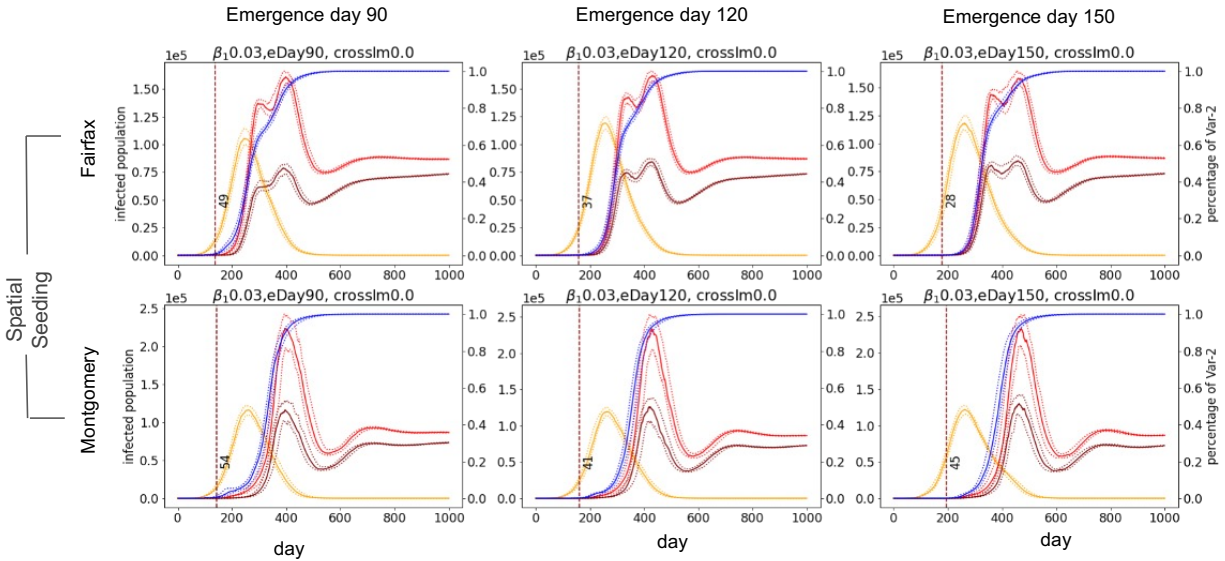 Emergence day 90
Emergence day 120
Emergence day 150
Spatial
Seeding
Fairfax
1e5
β₁0.03,eDay90, crossIm0.0
infected population
1.50
1.25
1.00
0.75
0.50
0.25
0.00
49
1.0
0.8
0.6
0.4
0.2
0.0
0 200 400 600 800 1000
1e5
β₁0.03,eDay120, crossIm0.0
1.50
1.25
1.00
0.75
0.50
0.25
0.00
37
1.0
0.8
0.6
0.4
0.2
0.0
0 200 400 600 800 1000
1e5
β₁0.03,eDay150, crossIm0.0
1.50
1.25
1.00
0.75
0.50
0.25
0.00
28
1.0
0.8
0.6
0.4
0.2
0.0
percentage of Var-2
0 200 400 600 800 1000
Montgomery
1e5
β₁0.03,eDay90, crossIm0.0
infected population
2.5
2.0
1.5
1.0
0.5
0.0
54
1.0
0.8
0.6
0.4
0.2
0.0
0 200 400 600 800 1000
day
1e5
β₁0.03,eDay120, crossIm0.0
2.5
2.0
1.5
1.0
0.5
0.0
41
1.0
0.8
0.6
0.4
0.2
0.0
0 200 400 600 800 1000
day
1e5
β₁0.03,eDay150, crossIm0.0
2.5
2.0
1.5
1.0
0.5
0.0
45
1.0
0.8
0.6
0.4
0.2
0.0
percentage of Var-2
0 200 400 600 800 1000
day